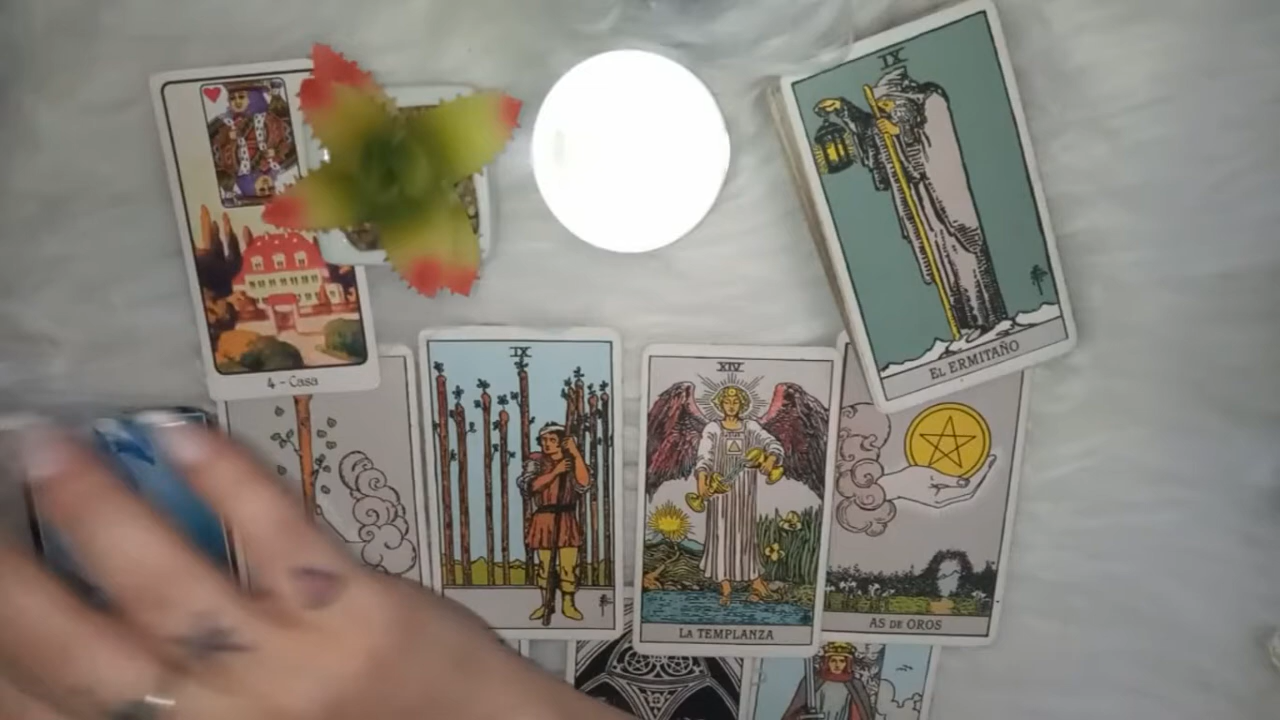 IX
4 - Casa
EL ERMITAÑO
IX
XIV
LA TEMPLANZA
AS DE OROS